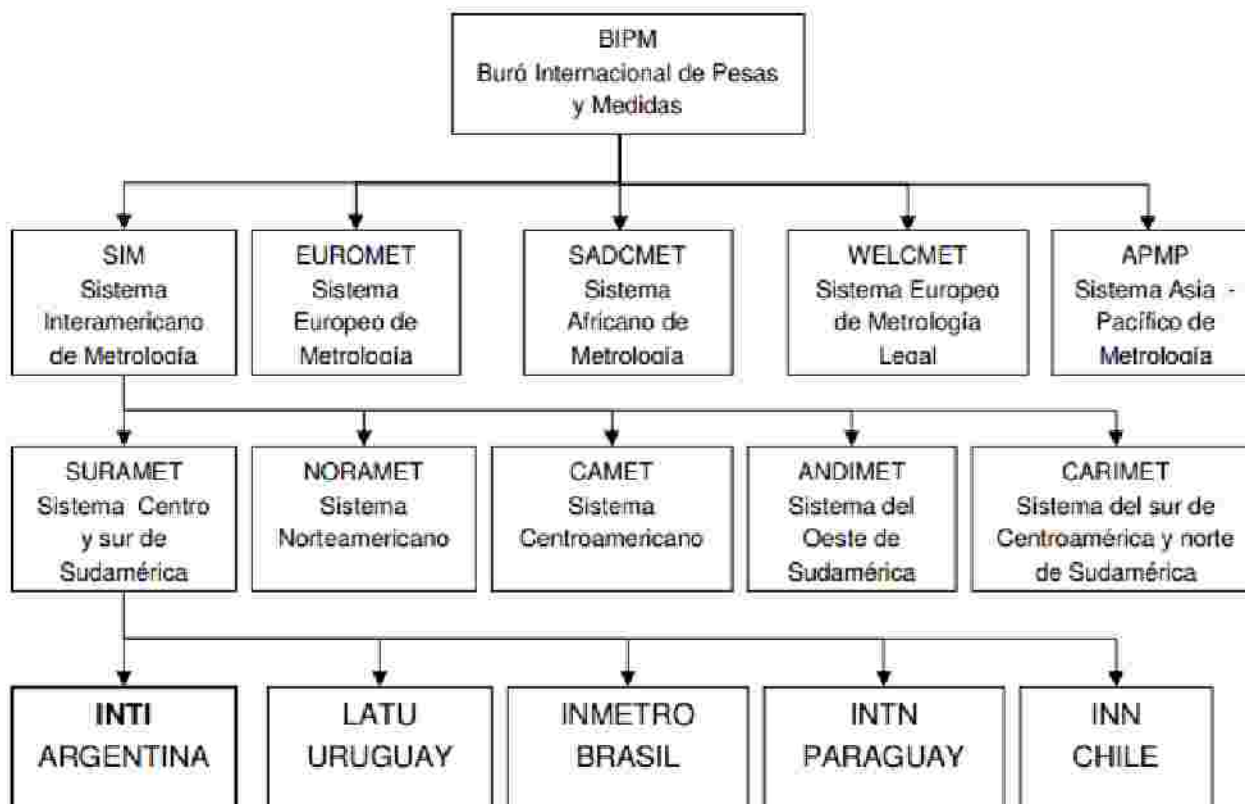 BIPM
Buró Internacional de Pesas
y Medidas
SIM
Sistema
Interamericano
de Metrología
EUROMET
Sistema
Europeo de
Metrología
SADCMET
Sistema
Africano de
Metrología
WELCMET
Sistema Europeo
de Metrología
Legal
APMP
Sistema Asia -
Pacífico de
Metrología
SURAMET
Sistema Centro
y sur de
Sudamérica
NORAMET
Sistema
Norteamericano
CAMET
Sistema
Centroamericano
ANDIMET
Sistema del
Oeste de
Sudamérica
CARIMET
Sistema del sur de
Centroamérica y norte
de Sudamérica
INTI
ARGENTINA
LATU
URUGUAY
INMETRO
BRASIL
INTN
PARAGUAY
INN
CHILE